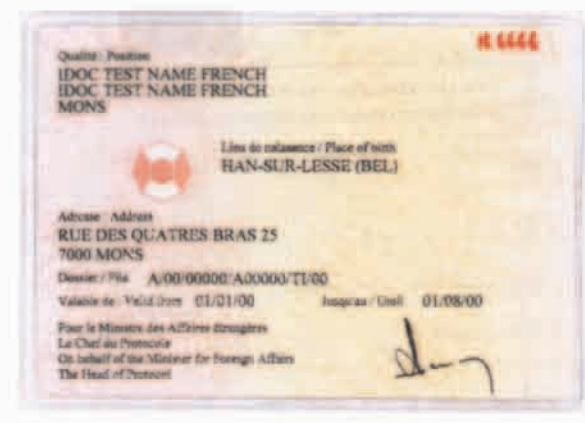 N 6666
Qualité / Position
IDOC TEST NAME FRENCH
IDOC TEST NAME FRENCH
MONS
Lieu de naissance / Place of birth
HAN-SUR-LESSE (BEL)
Adresse / Address
RUE DES QUATRES BRAS 25
7000 MONS
Dossier / File A/00/00000/A00000/TI/00
Valable de / Valid from 01/01/00 Jusqu'au / Until 01/08/00
Pour le Ministre des Affaires étrangères
Le Chef du Protocole
On behalf of the Minister for Foreign Affairs
The Head of Protocol